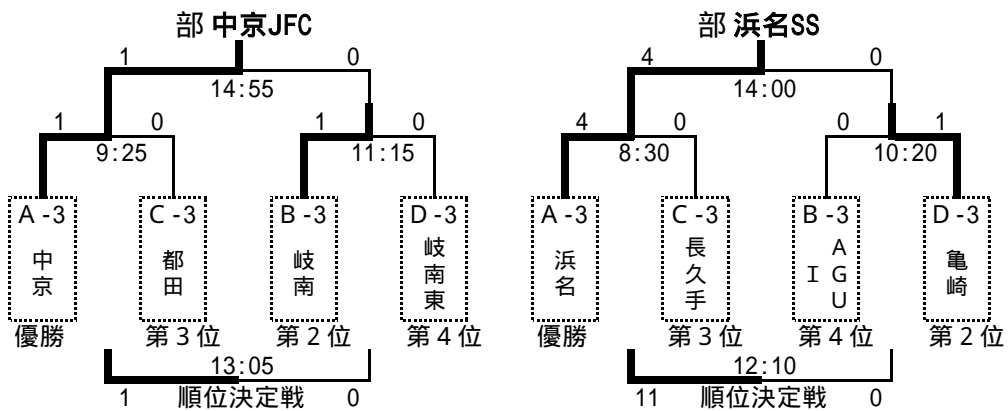 部 中京JFC
1 0
14:55
1 0
9:25
1 0
11:15
A-3
中京
優勝
C-3
都田
第3位
B-3
岐南
第2位
D-3
岐南東
第4位
13:05
1 順位決定戦 0
部 浜名SS
4 0
14:00
4 0
8:30
0 1
10:20
A-3
浜名
優勝
C-3
長久手
第3位
B-3
AGU
I
第4位
D-3
亀崎
第2位
12:10
11 順位決定戦 0